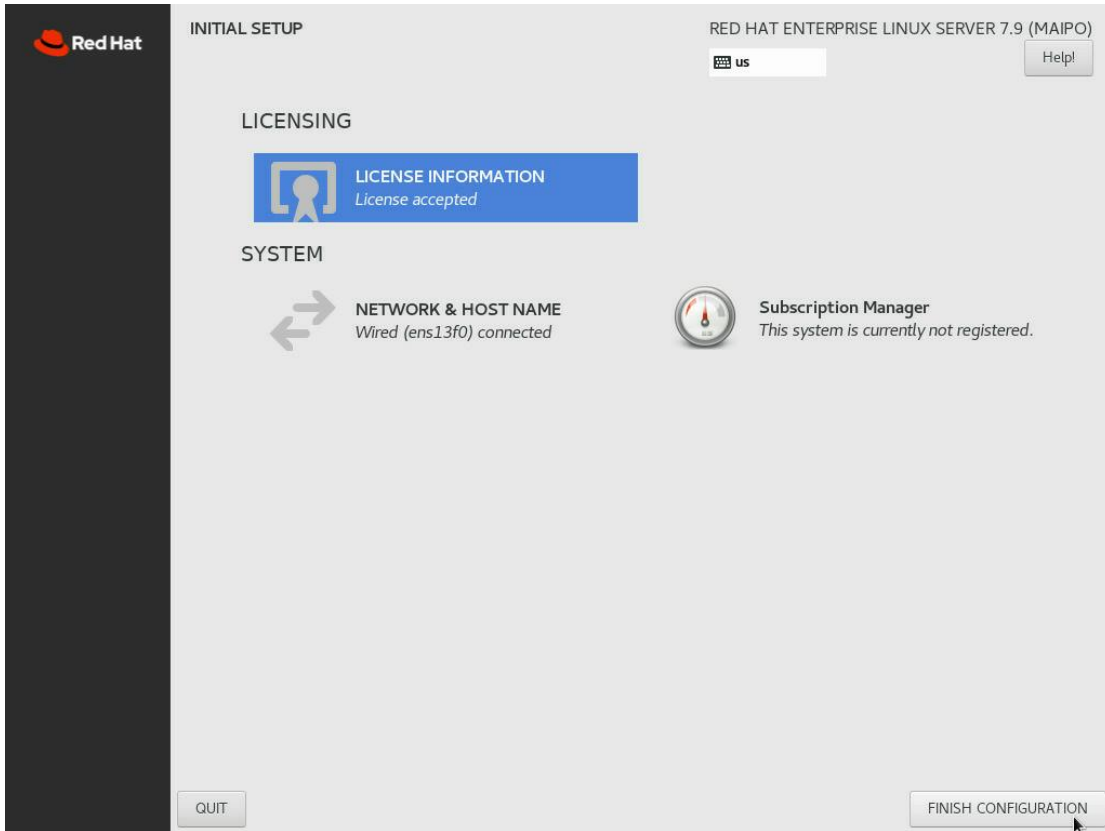 Red Hat
INITIAL SETUP
RED HAT ENTERPRISE LINUX SERVER 7.9 (MAIPO)
us
Help!
LICENSING
LICENSE INFORMATION
License accepted
SYSTEM
NETWORK & HOST NAME
Wired (ens13f0) connected
Subscription Manager
This system is currently not registered.
QUIT
FINISH CONFIGURATION